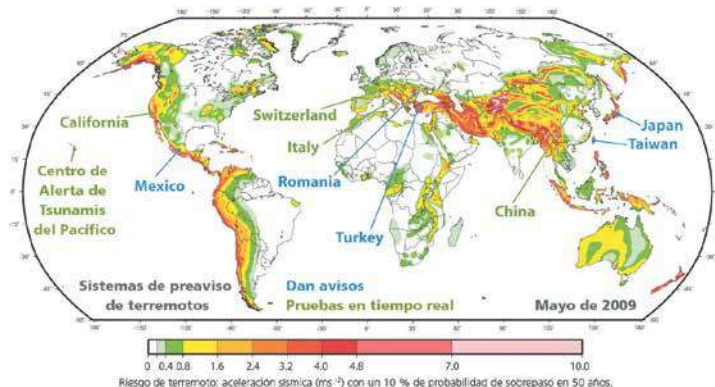 California
Centro de
Alerta de
Tsunamis
del Pacífico
Mexico
Switzerland
Italy
Romania
Turkey
China
Japan
Taiwan
Sistemas de preaviso
de terremotos
Dan avisos
Pruebas en tiempo real
Mayo de 2009
0 0,4 0.8 1.6 2.4 3.2 4.0 4.8 7.0 10.0
Riesgo de terremoto: aceleración sísmica (ms⁻²) con un 10 % de probabilidad de sobrepaso en 50 años.